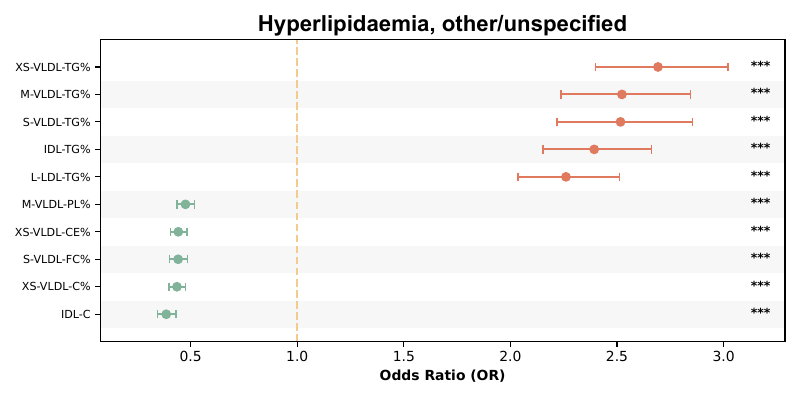 Hyperlipidaemia, other/unspecified
XS-VLDL-TG% ***
M-VLDL-TG% ***
S-VLDL-TG% ***
IDL-TG% ***
L-LDL-TG% ***
M-VLDL-PL% ***
XS-VLDL-CE% ***
S-VLDL-FC% ***
XS-VLDL-C% ***
IDL-C ***
0.5 1.0 1.5 2.0 2.5 3.0
Odds Ratio (OR)